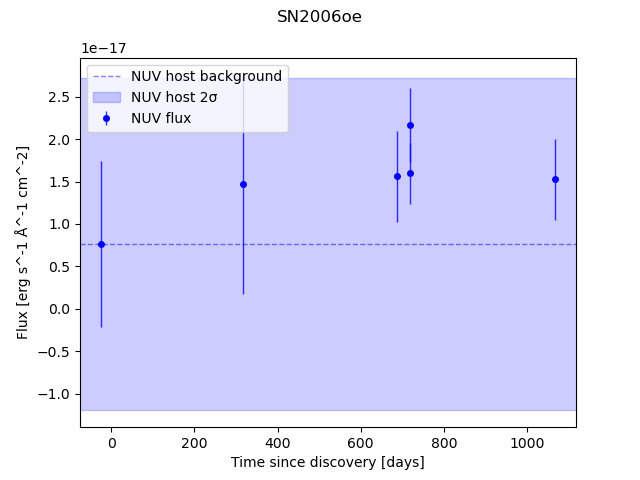 SN2006oe
1e−17
NUV host background
NUV host 2σ
NUV flux
2.5
2.0
1.5
1.0
0.5
0.0
−0.5
−1.0
Flux [erg s^-1 Å^-1 cm^-2]
0 200 400 600 800 1000
Time since discovery [days]